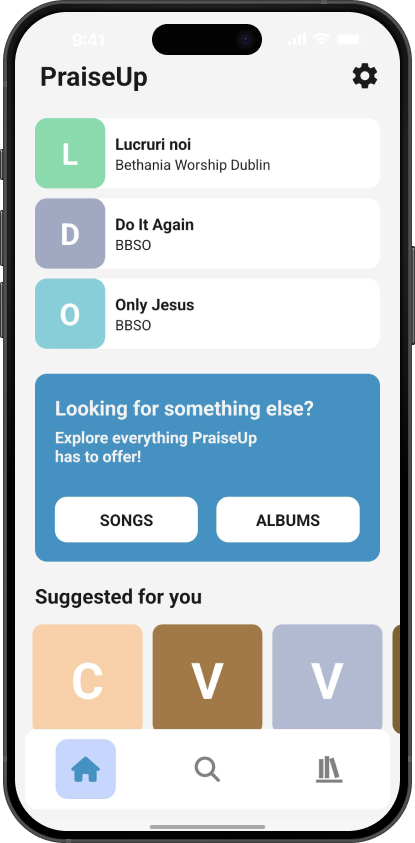 9:41
PraiseUp
L
Lucruri noi
Bethania Worship Dublin
D
Do It Again
BBSO
O
Only Jesus
BBSO
Looking for something else?
Explore everything PraiseUp
has to offer!
SONGS
ALBUMS
Suggested for you
C
V
V